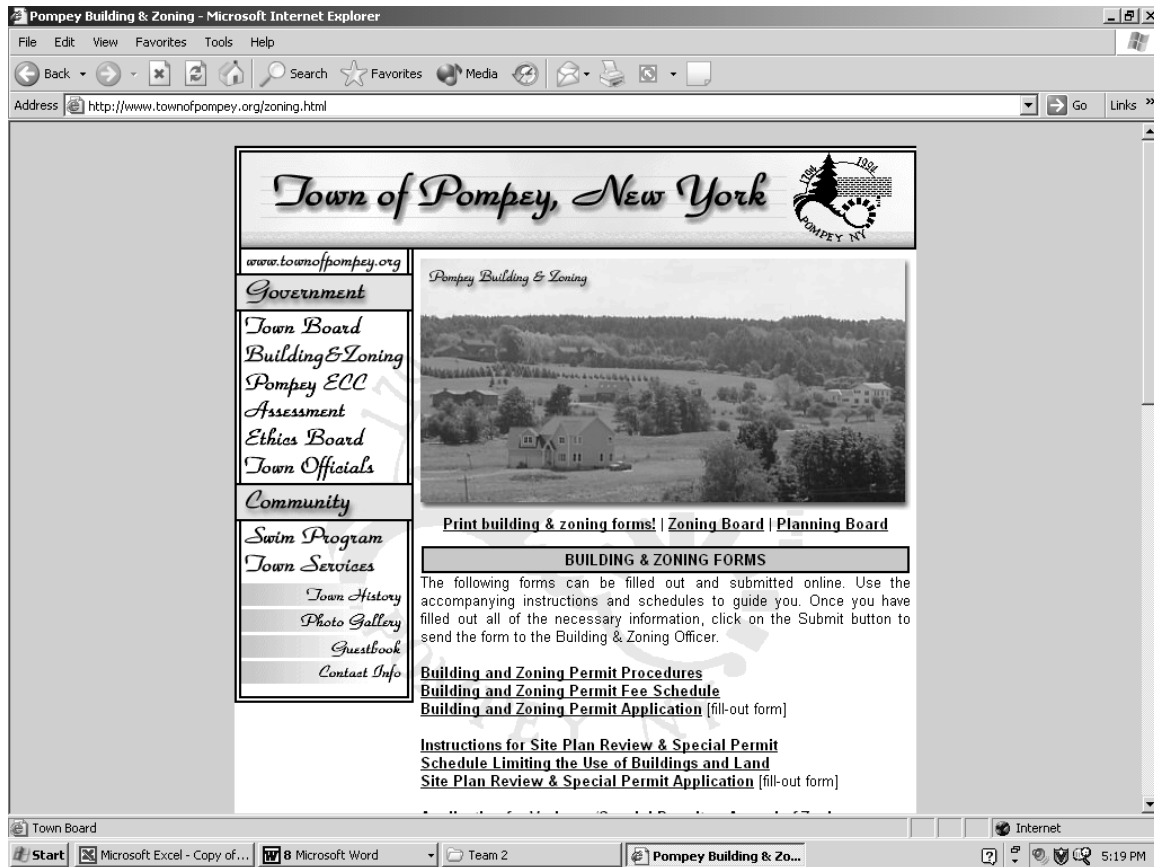 Pompey Building & Zoning - Microsoft Internet Explorer
File Edit View Favorites Tools Help
Back Search Favorites Media
Address http://www.townofpompey.org/zoning.html Go Links »
Town of Pompey, New York
1794 1994
POMPEY NY
www.townofpompey.org
Government
Town Board
Building&Zoning
Pompey ECC
Assessment
Ethics Board
Town Officials
Community
Swim Program
Town Services
Town History
Photo Gallery
Guestbook
Contact Info
Pompey Building & Zoning
Print building & zoning forms! | Zoning Board | Planning Board
BUILDING & ZONING FORMS
The following forms can be filled out and submitted online. Use the
accompanying instructions and schedules to guide you. Once you have
filled out all of the necessary information, click on the Submit button to
send the form to the Building & Zoning Officer.
Building and Zoning Permit Procedures
Building and Zoning Permit Fee Schedule
Building and Zoning Permit Application [fill-out form]
Instructions for Site Plan Review & Special Permit
Schedule Limiting the Use of Buildings and Land
Site Plan Review & Special Permit Application [fill-out form]
Town Board Internet
Start Microsoft Excel - Copy of... 8 Microsoft Word Team 2 Pompey Building & Zo... 5:19 PM